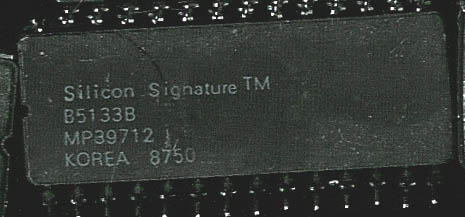 Silicon Signature TM
B5133B
MP39712
KOREA 8750